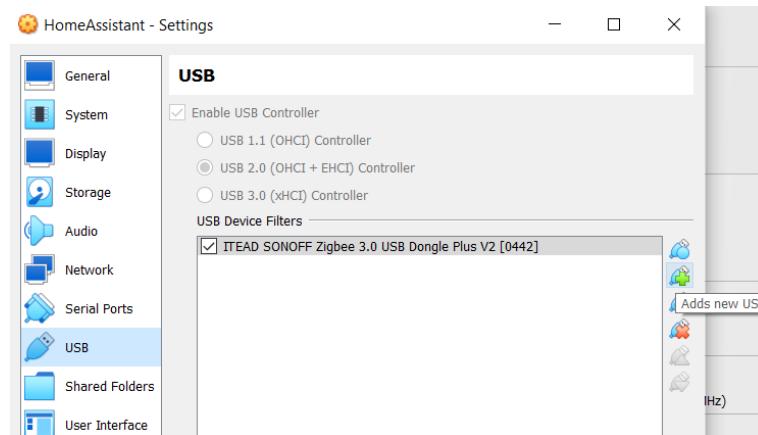 HomeAssistant - Settings
General
System
Display
Storage
Audio
Network
Serial Ports
USB
Shared Folders
User Interface
USB
Enable USB Controller
USB 1.1 (OHCI) Controller
USB 2.0 (OHCI + EHCI) Controller
USB 3.0 (xHCI) Controller
USB Device Filters
ITEAD SONOFF Zigbee 3.0 USB Dongle Plus V2 [0442]
Adds new US
Hz)